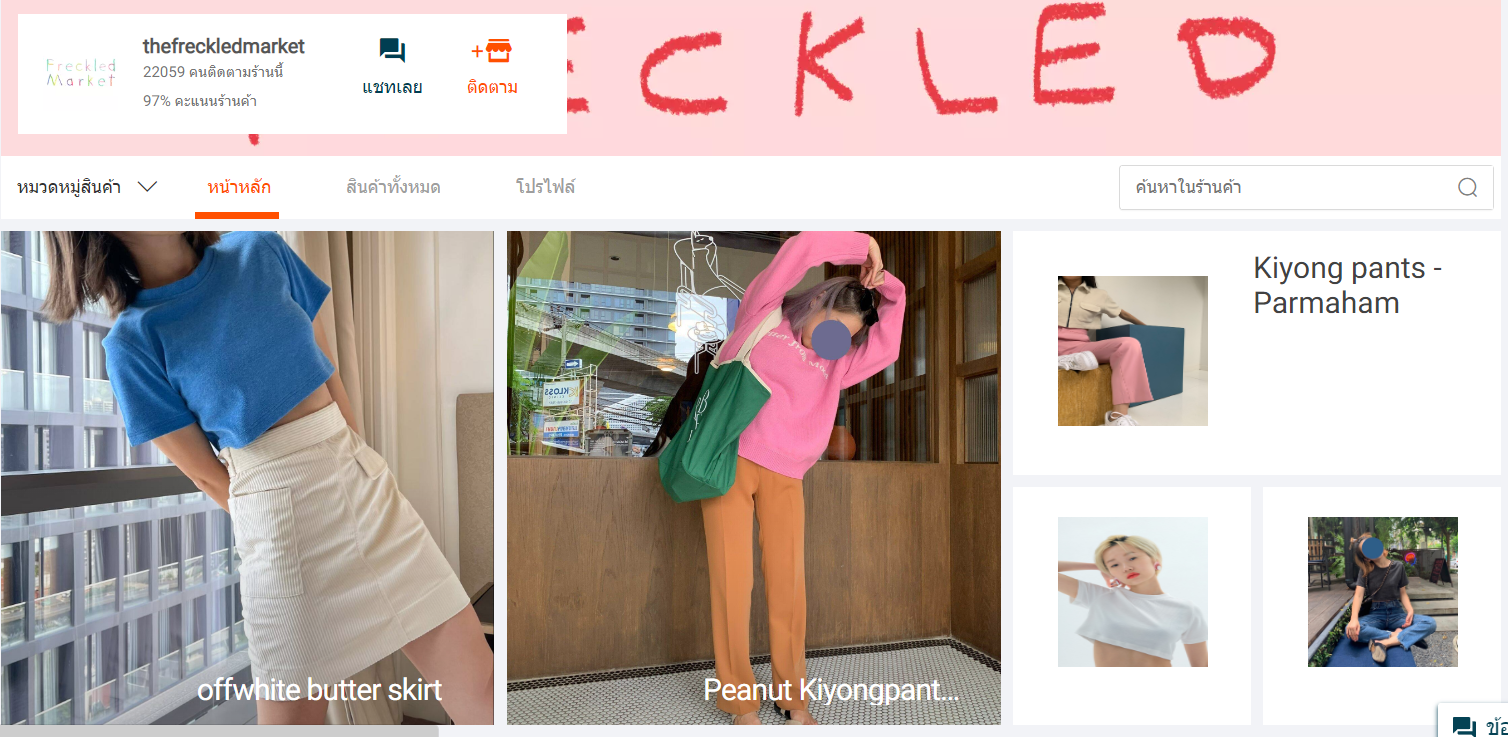 ECKLED
Freckled
Market
thefreckledmarket
22059 คนติดตามร้านนี้
97% คะแนนร้านค้า
แชทเลย
+ ติดตาม
หมวดหมู่สินค้า
หน้าหลัก
สินค้าทั้งหมด
โปรไฟล์
ค้นหาในร้านค้า
offwhite butter skirt
KLOSS
Peanut Kiyongpant...
Kiyong pants -
Parmaham
ข้อ